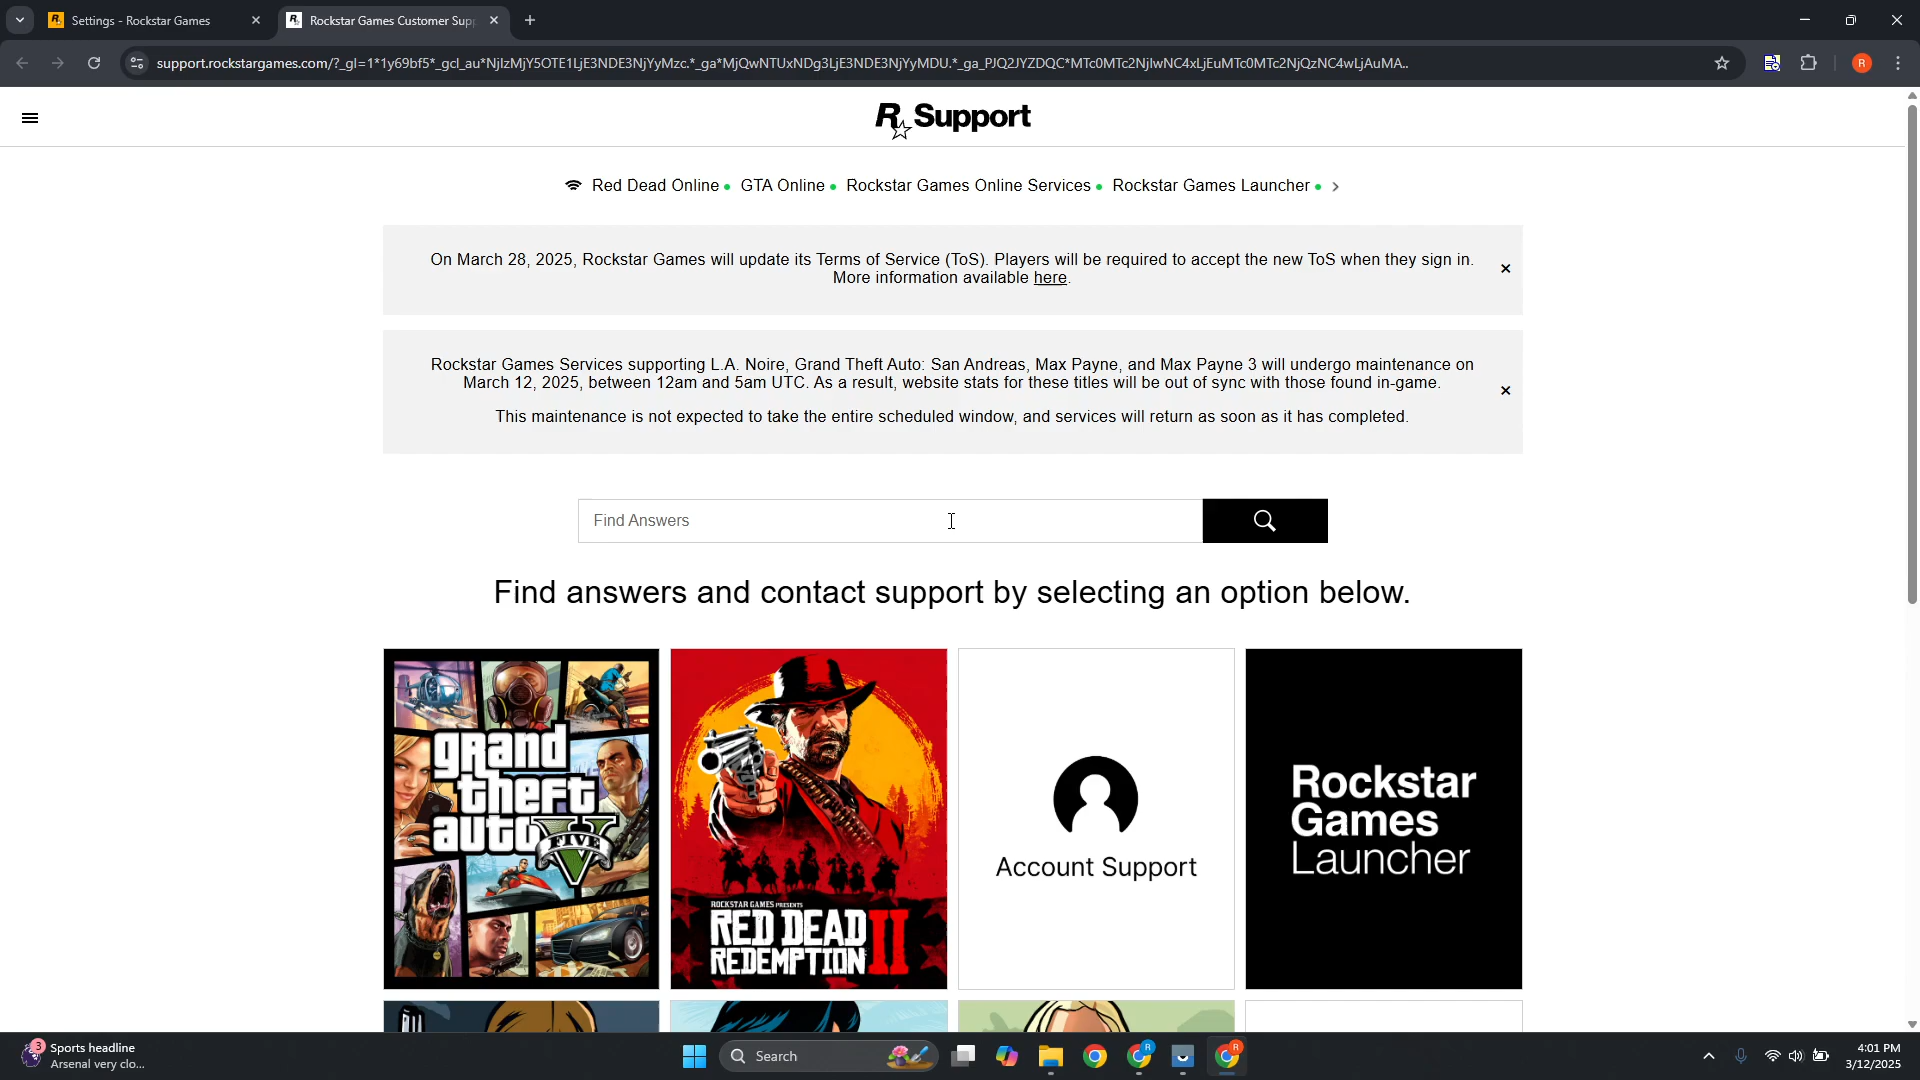 Settings - Rockstar Games
Rockstar Games Customer Supp
support.rockstargames.com/?_gl=1*1y69bf5*_gcl_au*NjIzMjY5OTE1LjE3NDE3NjYyMzc.*_ga*MjQwNTUxNDg3LjE3NDE3NjYyMDU.*_ga_PJQ2JYZDQC*MTc0MTc2NjIwNC4xLjEuMTc0MTc2NjQzNC4wLjAuMA..
R
R Support
Red Dead Online
GTA Online
Rockstar Games Online Services
Rockstar Games Launcher
On March 28, 2025, Rockstar Games will update its Terms of Service (ToS). Players will be required to accept the new ToS when they sign in.
More information available here.
Rockstar Games Services supporting L.A. Noire, Grand Theft Auto: San Andreas, Max Payne, and Max Payne 3 will undergo maintenance on
March 12, 2025, between 12am and 5am UTC. As a result, website stats for these titles will be out of sync with those found in-game.
This maintenance is not expected to take the entire scheduled window, and services will return as soon as it has completed.
Find Answers
Find answers and contact support by selecting an option below.
grand
theft
auto
V
FIVE
ROCKSTAR GAMES PRESENTS
RED DEAD
REDEMPTION II
Account Support
Rockstar
Games
Launcher
3
Sports headline
Arsenal very clo...
Search
R
R
4:01 PM
3/12/2025